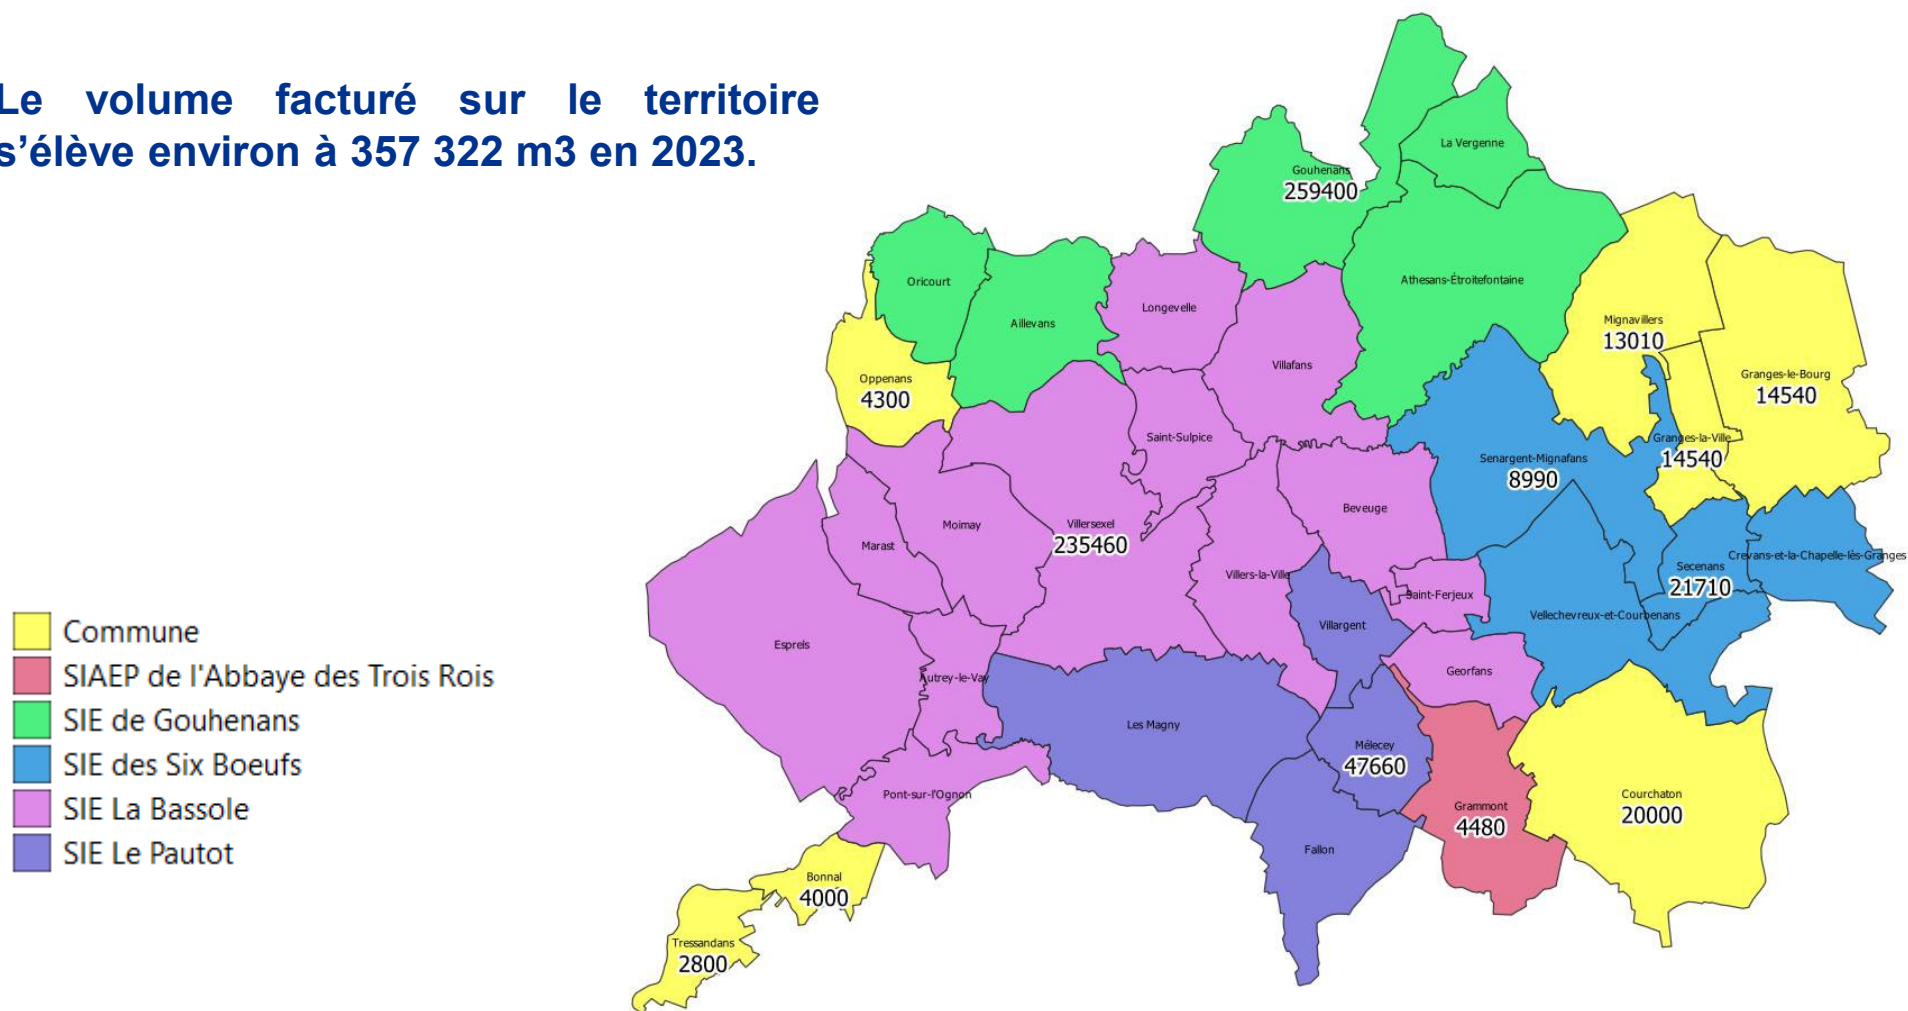 Le volume facturé sur le territoire
s’élève environ à 357 322 m3 en 2023.
La Vergenne
Gouhenans
259400
Oricourt
Aillevans
Longevelle
Athesans-Étroitefontaine
Mignavillers
13010
Villafans
Oppenans
4300
Granges-le-Bourg
14540
Saint-Sulpice
Granges-la-Ville
14540
Senargent-Mignafans
8990
Beveuge
Moimay
Villersexel
235460
Marast
Crevans-et-la-Chapelle-lès-Granges
Secenans
21710
Villers-la-Ville
Saint-Ferjeux
Vellechevreux-et-Courbenans
Villargent
Esprels
Autrey-le-Vay
Georfans
Les Magny
Mélecey
47660
Pont-sur-l'Ognon
Courchaton
20000
Grammont
4480
Fallon
Bonnal
4000
Tressandans
2800
Commune
SIAEP de l'Abbaye des Trois Rois
SIE de Gouhenans
SIE des Six Boeufs
SIE La Bassole
SIE Le Pautot